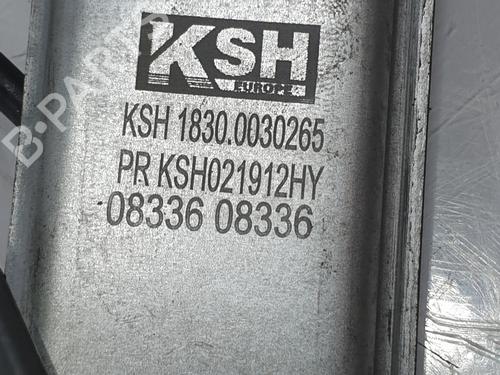 KSH
EUROPE
KSH 1830.0030265
PR KSH021912HY
08336 08336
B-PARTS